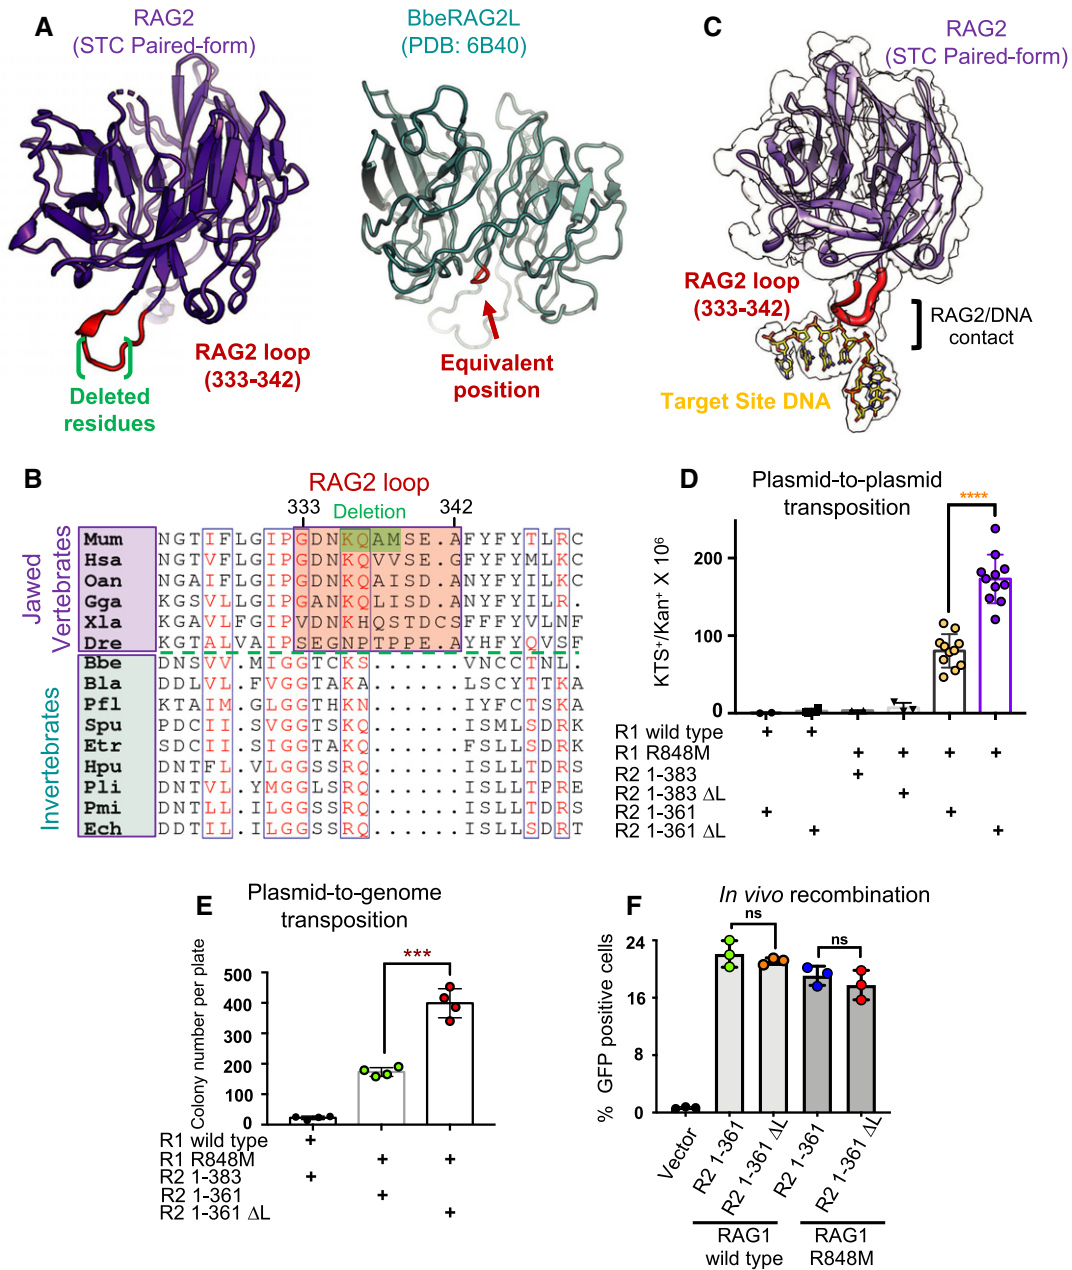 A
RAG2
(STC Paired-form)
RAG2 loop
(333-342)
Deleted
residues
BbeRAG2L
(PDB: 6B40)
Equivalent
position
C
RAG2
(STC Paired-form)
RAG2 loop
(333-342)
RAG2/DNA
contact
Target Site DNA
B
RAG2 loop
333 Deletion 342
Jawed
Vertebrates
Invertebrates
Mum NGTIFLGIPGDNKQAMSE.AFYFYTLRC
Hsa NGTVFLGIPGDNKQVVSE.GFYFYMLKC
Oan NGAIFLGIPGDNKQAISD.ANYFYILKC
Gga KGSVLLGIPGANKQLISD.ANYFYILR.
Xla KGAVLFGIPVDNKHQSTDCSFFFYVLNF
Dre KGTALVAIPSEGNPTPPE.AYHFYQVSF
Bbe DNSVV.MIGGTCKS......VNCCTNL.
Bla DDLVL.FVGGTAKA......LSCYTTKA
Pfl KTAIM.GLGGTHKN......IYFCTSKA
Spu PDCII.SVGGTKQ......ISMLSDRK
Etr SDCII.SIGGTAKQ......FSLLSDRK
Hpu DNTFL.VLGGSSRQ......ISLLTDRS
Pli DNTVL.YMGGLSRQ......ISLLTPRE
Pmi DNTLL.ILGGSSRQ......ISLLTDRS
Ech DDTIL.ILGGSSRQ......ISLLSDRT
D
Plasmid-to-plasmid
transposition
****
KTS+/Kan+ X 10⁶
200
100
0
R1 wild type + +
R1 R848M + + + +
R2 1-383 +
R2 1-383 ΔL +
R2 1-361 + +
R2 1-361 ΔL + +
E
Plasmid-to-genome
transposition
***
Colony number per plate
500
400
300
200
100
0
R1 wild type +
R1 R848M + +
R2 1-383 +
R2 1-361 +
R2 1-361 ΔL +
F
In vivo recombination
ns
ns
% GFP positive cells
24
16
8
0
Vector
R2 1-361
R2 1-361 ΔL
R2 1-361
R2 1-361 ΔL
RAG1
wild type
RAG1
R848M